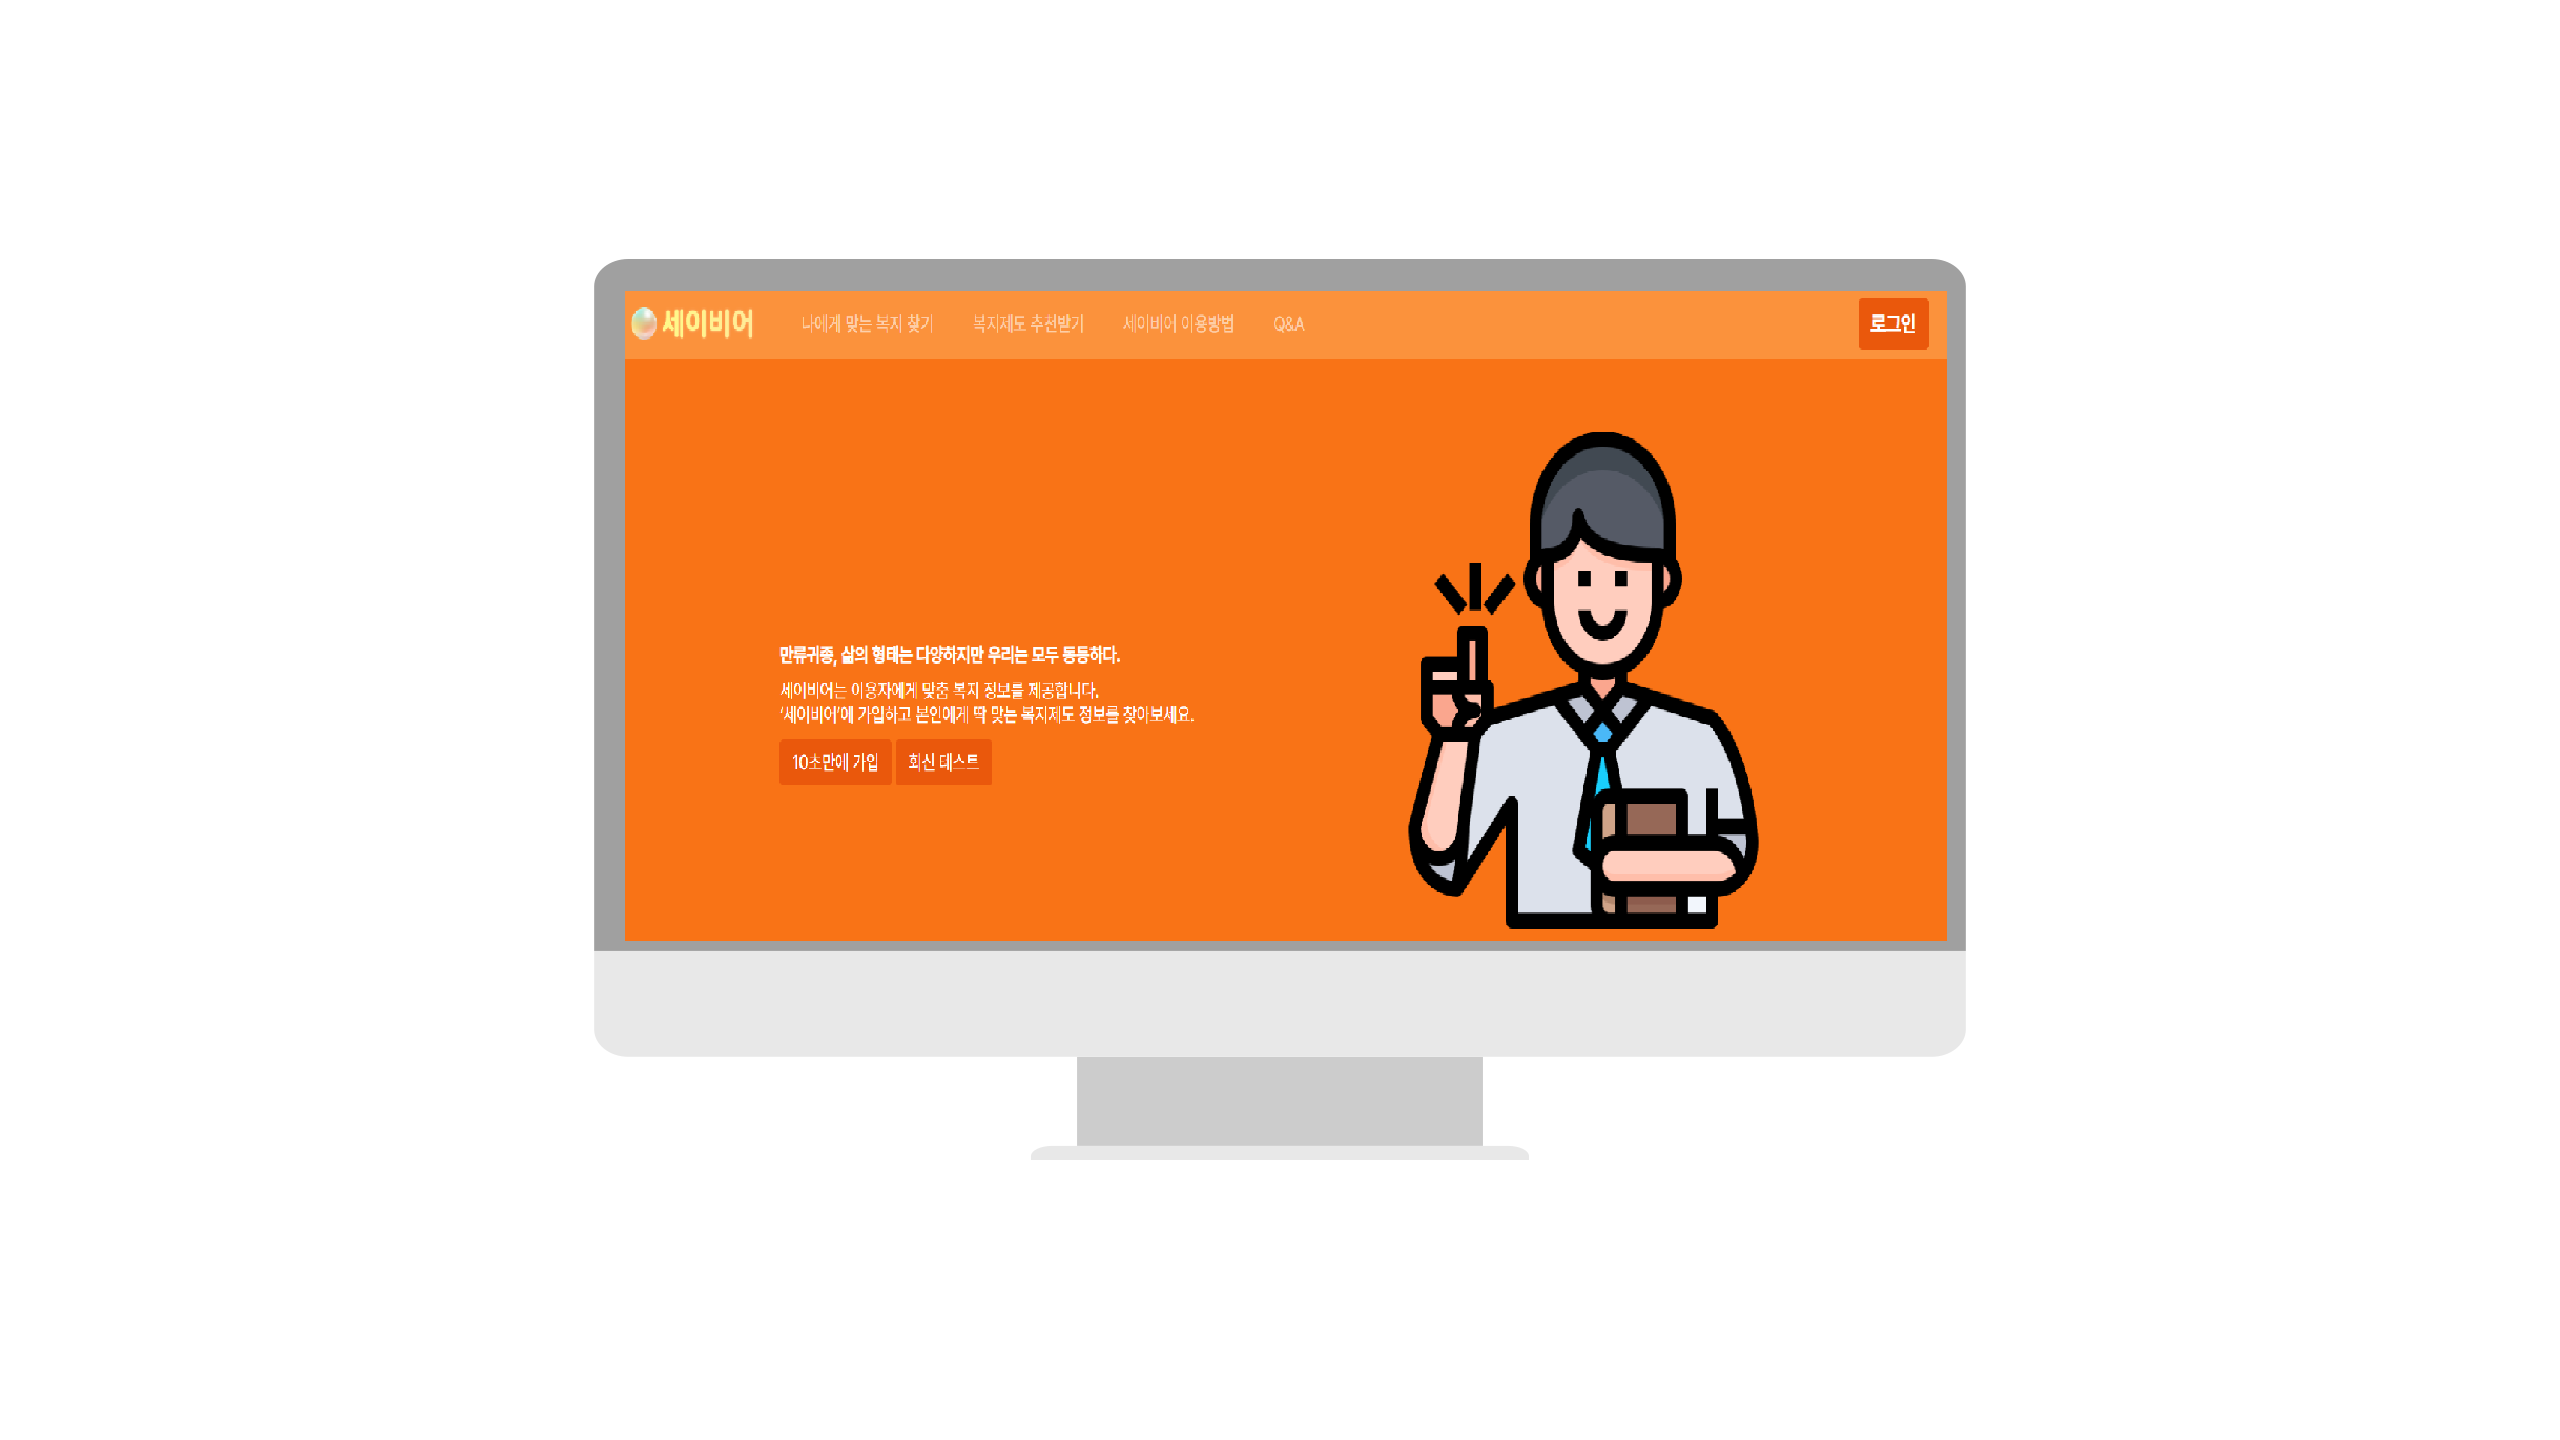 세이비어
나에게 맞는 복지 찾기
복지제도 추천받기
세이비어 이용방법
Q&A
로그인
만류귀종, 삶의 형태는 다양하지만 우리는 모두 동등하다.
세이비어는 이용자에게 맞춤 복지 정보를 제공합니다.
‘세이비어’에 가입하고 본인에게 딱 맞는 복지제도 정보를 찾아보세요.
10초만에 가입
회신 테스트